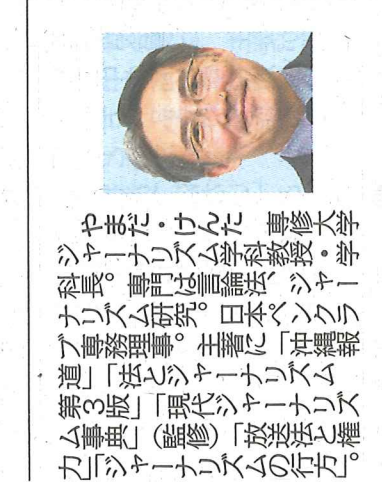 やまだ・けんた 専修大学
ジャーナリズム学科教授・学
科長。専門は言論法、ジャー
ナリズム研究。日本ペンクラ
ブ専務理事。主著に「沖縄報
道」「法とジャーナリズム
第3版」「現代ジャーナリズ
ム事典」（監修）「放送法と権
力」「ジャーナリズムの行方」。